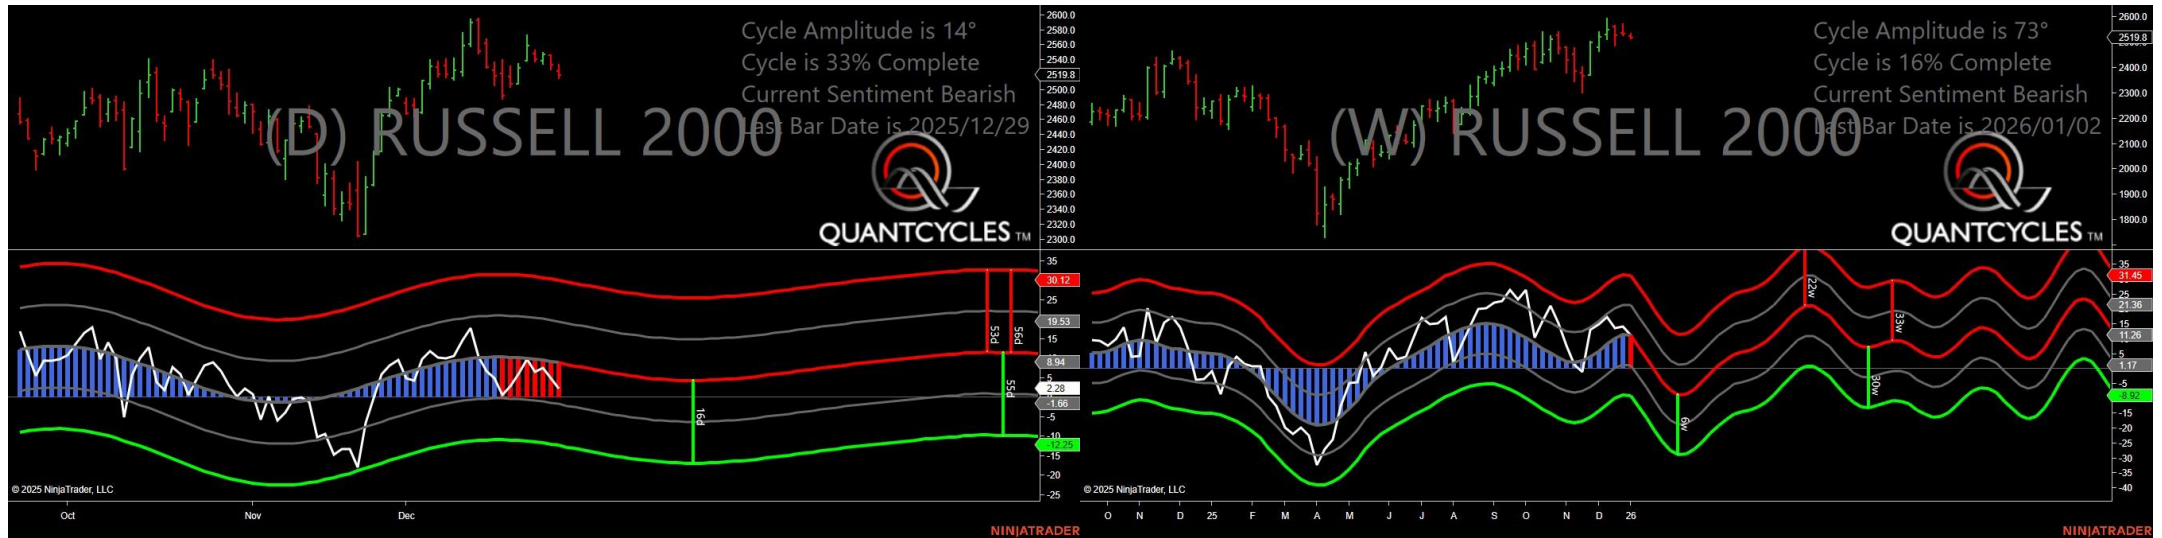 Cycle Amplitude is 14°
Cycle is 33% Complete
Current Sentiment Bearish
Last Bar Date is 2025/12/29
(D) RUSSELL 2000
QUANTCYCLES TM
2600.0
2580.0
2560.0
2540.0
2519.8
2500.0
2480.0
2460.0
2440.0
2420.0
2400.0
2380.0
2360.0
2340.0
2320.0
2300.0
35
30.12
25
19.53
15
8.94
5
2.28
-1.66
-5
-10
-12.25
-15
-20
-25
16d
53d
56d
55d
© 2025 NinjaTrader, LLC
Oct Nov Dec
NINJATRADER
Cycle Amplitude is 73°
Cycle is 16% Complete
Current Sentiment Bearish
Last Bar Date is 2026/01/02
(W) RUSSELL 2000
QUANTCYCLES TM
2600.0
2519.8
2400.0
2300.0
2200.0
2100.0
2000.0
1900.0
1800.0
35
31.45
25
21.36
15
11.26
5
1.17
-5
-8.92
-15
-20
-25
-30
-35
-40
6w
22w
30w
33w
© 2025 NinjaTrader, LLC
O N D 25 F M A M J J A S O N D 26
NINJATRADER